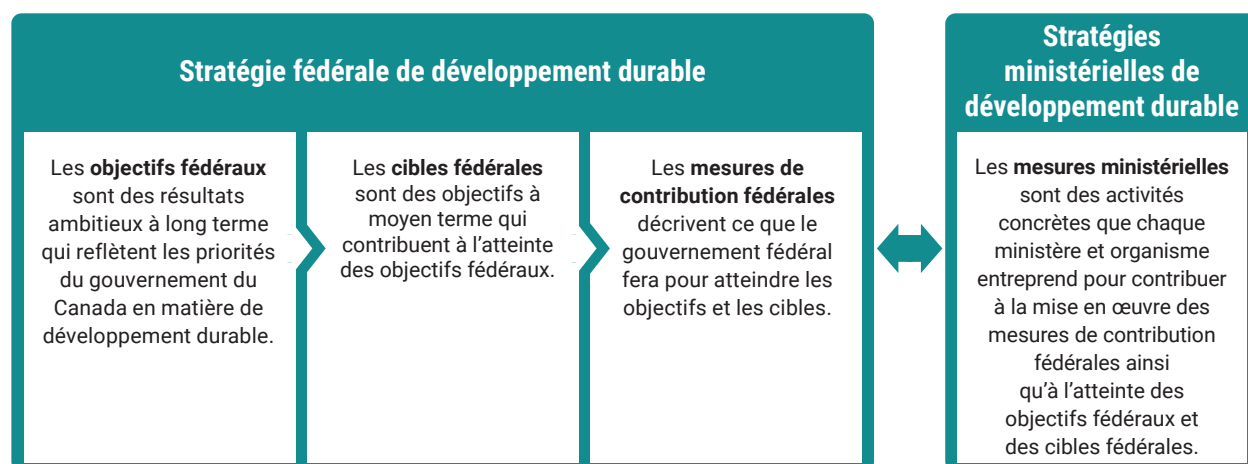 Stratégie fédérale de développement durable
Les objectifs fédéraux
sont des résultats
ambitieux à long terme
qui reflètent les priorités
du gouvernement du
Canada en matière de
développement durable.
Les cibles fédérales
sont des objectifs à
moyen terme qui
contribuent à l’atteinte
des objectifs fédéraux.
Les mesures de
contribution fédérales
décrivent ce que le
gouvernement fédéral
fera pour atteindre les
objectifs et les cibles.
Stratégies
ministérielles de
développement durable
Les mesures ministérielles
sont des activités
concrètes que chaque
ministère et organisme
entreprend pour contribuer
à la mise en œuvre des
mesures de contribution
fédérales ainsi
qu’à l’atteinte des
objectifs fédéraux et
des cibles fédérales.